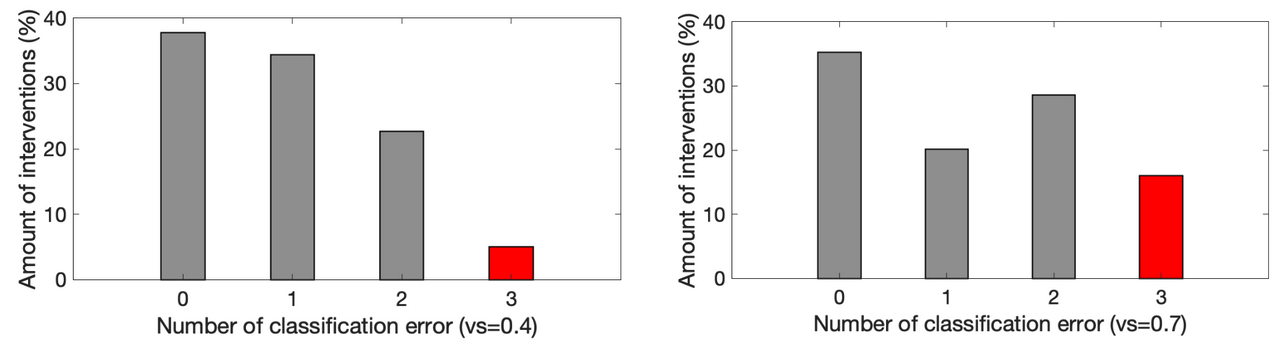 Amount of interventions (%)
40
30
20
10
0
0 1 2 3
Number of classification error (vs=0.4)
Amount of interventions (%)
40
30
20
10
0
0 1 2 3
Number of classification error (vs=0.7)